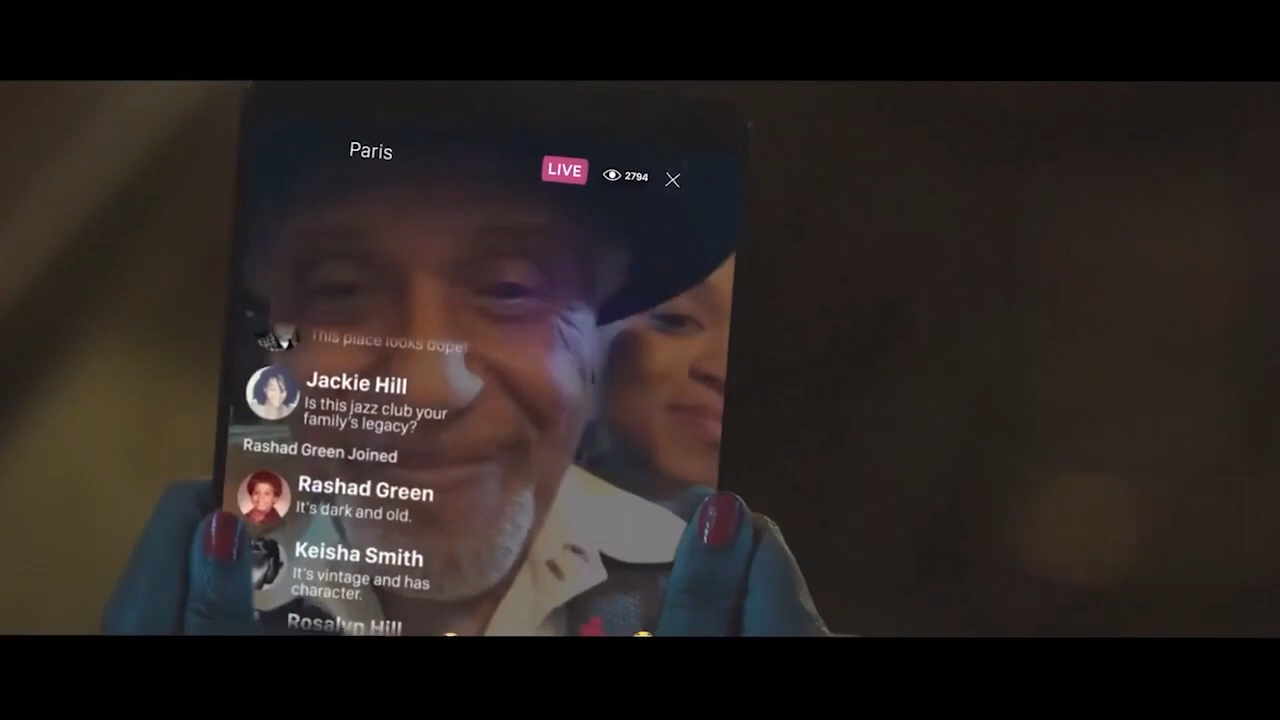 Paris
LIVE
2794
This place looks dope!
Jackie Hill
Is this jazz club your
family's legacy?
Rashad Green Joined
Rashad Green
It's dark and old.
Keisha Smith
It's vintage and has
character.
Rosalyn Hill